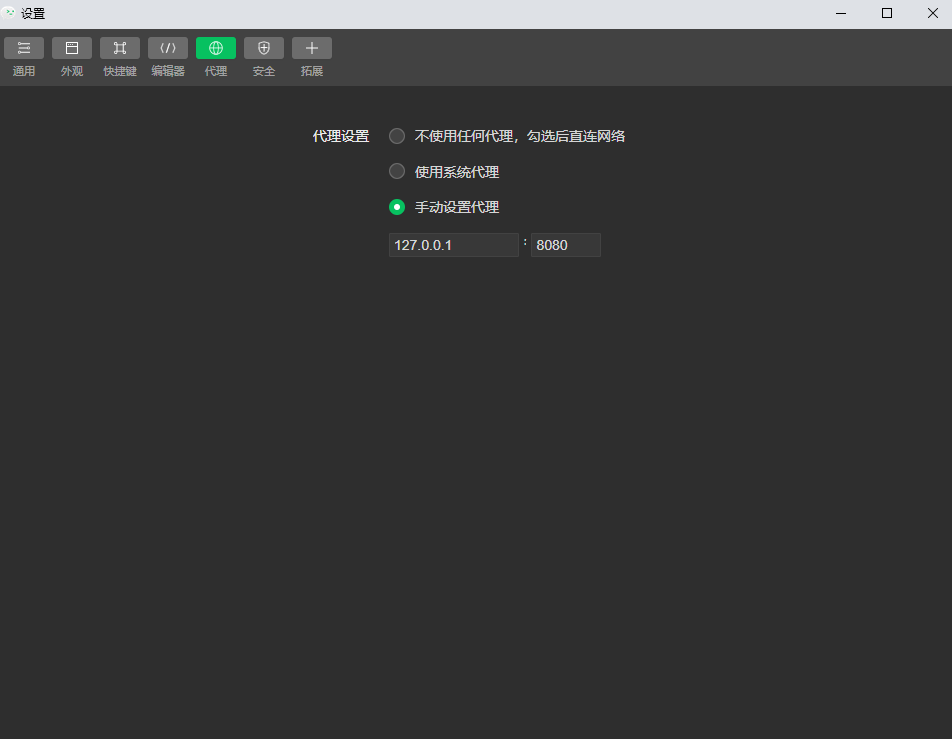 设置
通用 外观 快捷键 编辑器 代理 安全 拓展
代理设置 不使用任何代理，勾选后直连网络
使用系统代理
手动设置代理
127.0.0.1 : 8080